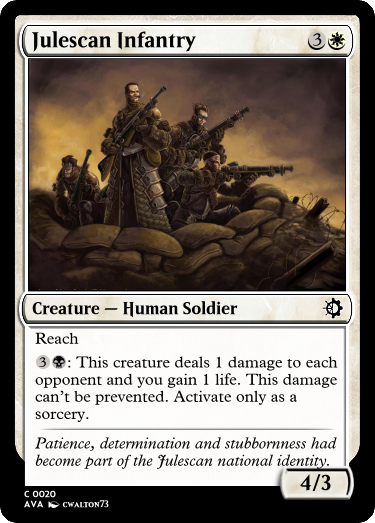 Julescan Infantry 3
Creature — Human Soldier
Reach
3: This creature deals 1 damage to each
opponent and you gain 1 life. This damage
can't be prevented. Activate only as a
sorcery.
Patience, determination and stubbornness had
become part of the Julescan national identity.
4/3
C 0020
AVA CWALTON73